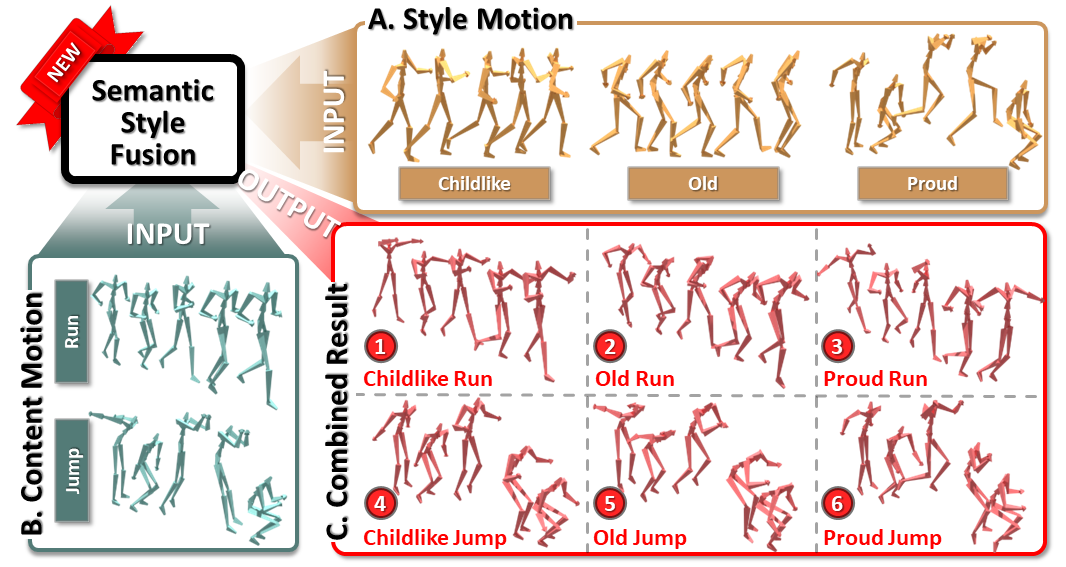 NEW
Semantic
Style
Fusion
A. Style Motion
INPUT
Childlike
Old
Proud
OUTPUT
INPUT
B. Content Motion
Run
Jump
C. Combined Result
1
Childlike Run
2
Old Run
3
Proud Run
4
Childlike Jump
5
Old Jump
6
Proud Jump